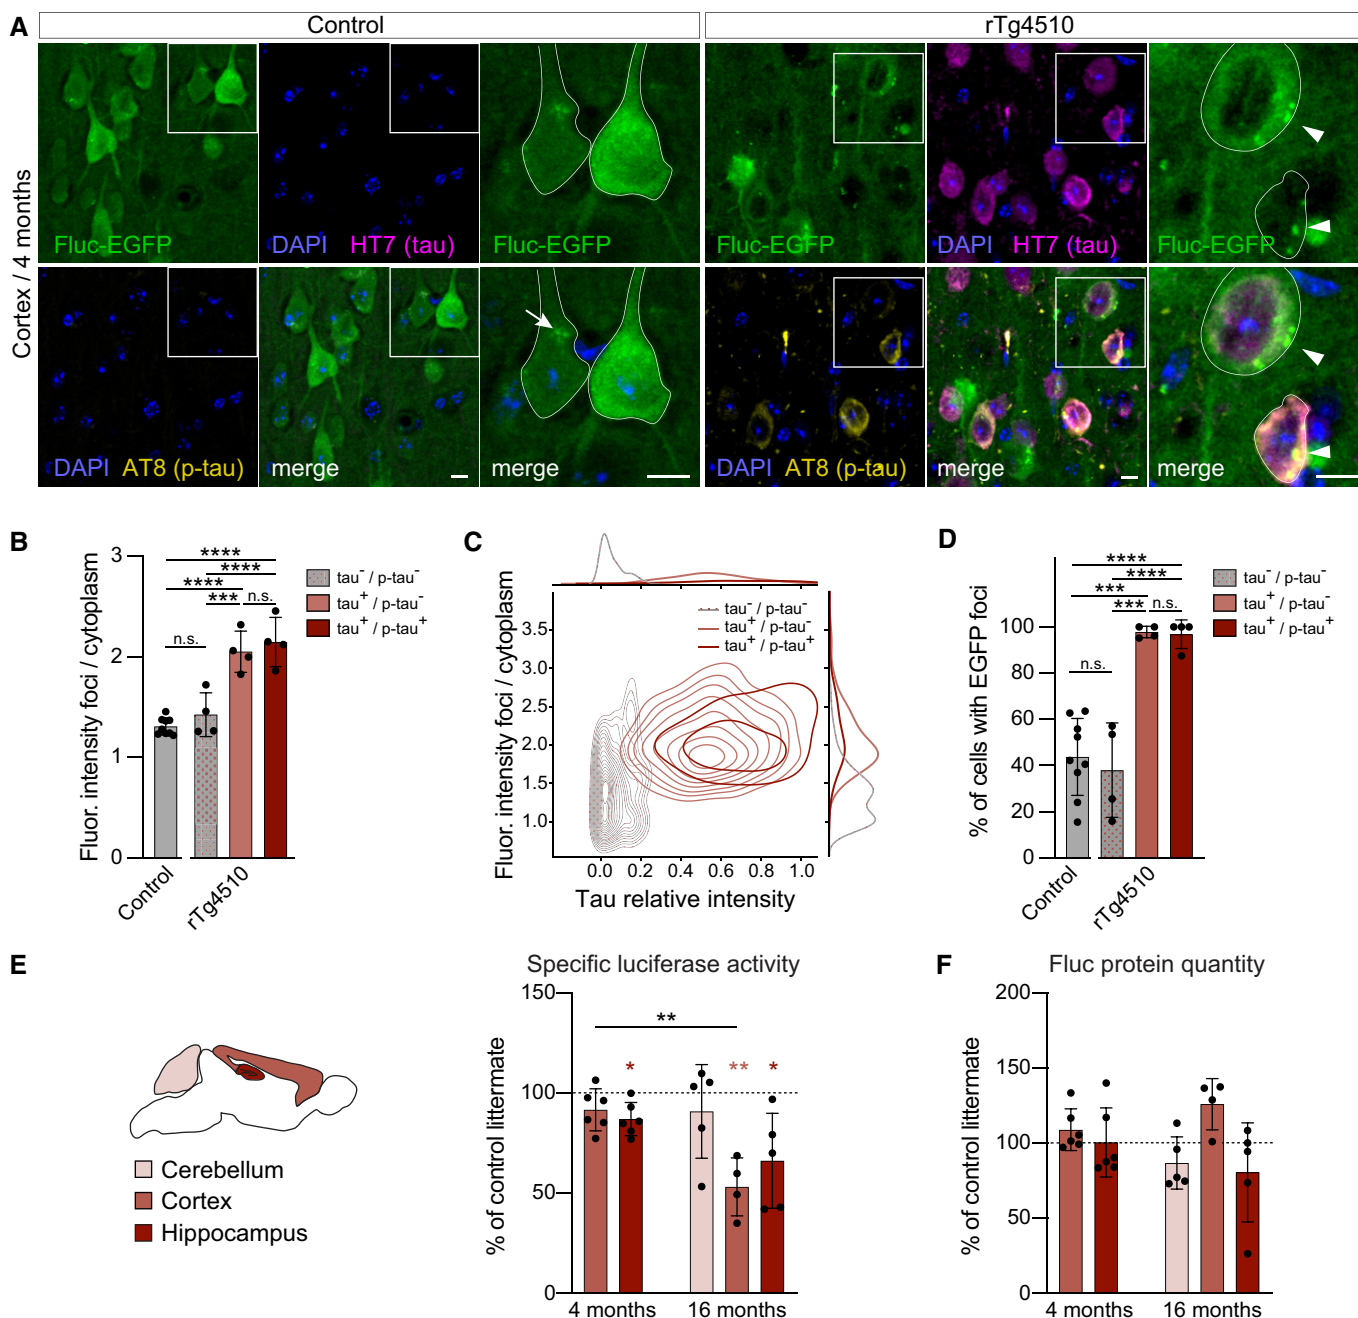 A
Control
rTg4510
Cortex / 4 months
Fluc-EGFP
DAPI HT7 (tau)
Fluc-EGFP
Fluc-EGFP
DAPI HT7 (tau)
Fluc-EGFP
DAPI AT8 (p-tau)
merge
merge
DAPI AT8 (p-tau)
merge
merge
B
Fluor. intensity foci / cytoplasm
3
2
1
0
****
****
****
***
n.s.
n.s.
Control
rTg4510
tau⁻ / p-tau⁻
tau⁺ / p-tau⁻
tau⁺ / p-tau⁺
C
Fluor. intensity foci / cytoplasm
3.5
3.0
2.5
2.0
1.5
1.0
tau⁻ / p-tau⁻
tau⁺ / p-tau⁻
tau⁺ / p-tau⁺
0.0 0.2 0.4 0.6 0.8 1.0
Tau relative intensity
D
% of cells with EGFP foci
100
80
60
40
20
0
****
****
***
***
n.s.
n.s.
Control
rTg4510
tau⁻ / p-tau⁻
tau⁺ / p-tau⁻
tau⁺ / p-tau⁺
E
Cerebellum
Cortex
Hippocampus
Specific luciferase activity
% of control littermate
150
100
50
0
**
*
**
*
4 months
16 months
F
Fluc protein quantity
% of control littermate
200
150
100
50
0
4 months
16 months